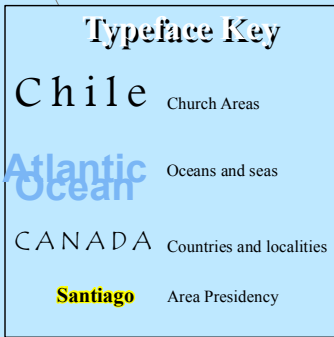 Typeface Key
Chile Church Areas
Atlantic
Ocean
Oceans and seas
CANADA Countries and localities
Santiago Area Presidency